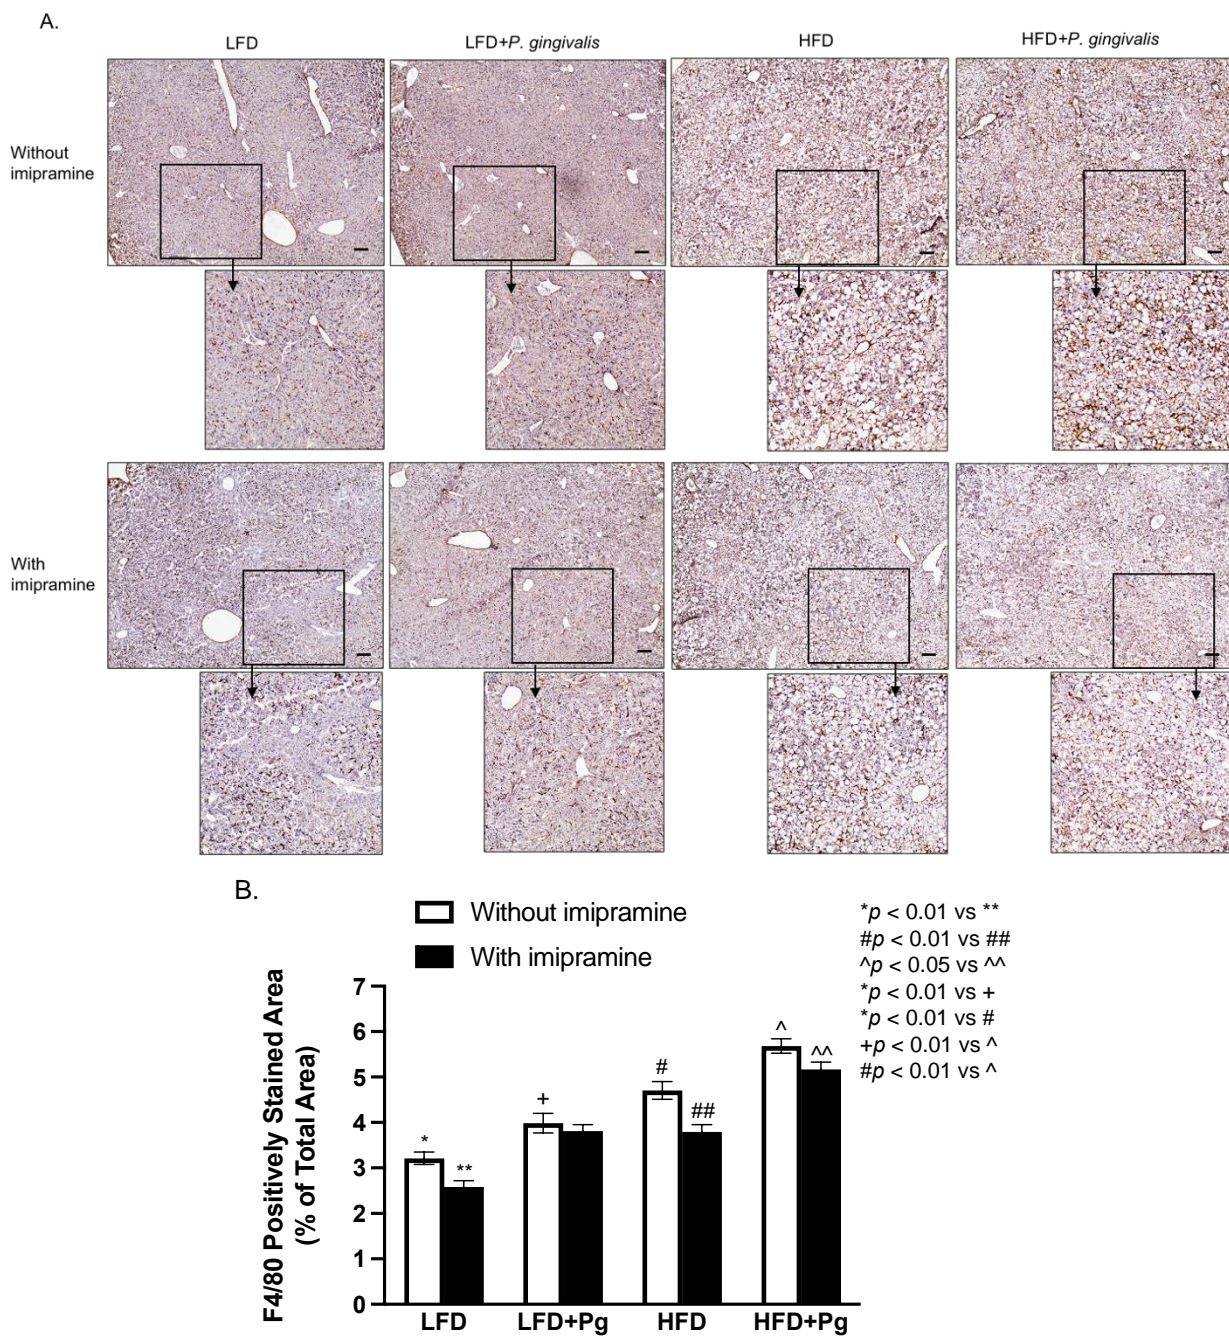 A.
LFD
LFD+P. gingivalis
HFD
HFD+P. gingivalis
Without
imipramine
With
imipramine
B.
Without imipramine
With imipramine
*p < 0.01 vs **
#p < 0.01 vs ##
^p < 0.05 vs ^^
*p < 0.01 vs +
*p < 0.01 vs #
+p < 0.01 vs ^
#p < 0.01 vs ^
F4/80 Positively Stained Area
(% of Total Area)
7
6
5
4
3
2
1
0
*
**
+
#
##
^
^^
LFD
LFD+Pg
HFD
HFD+Pg